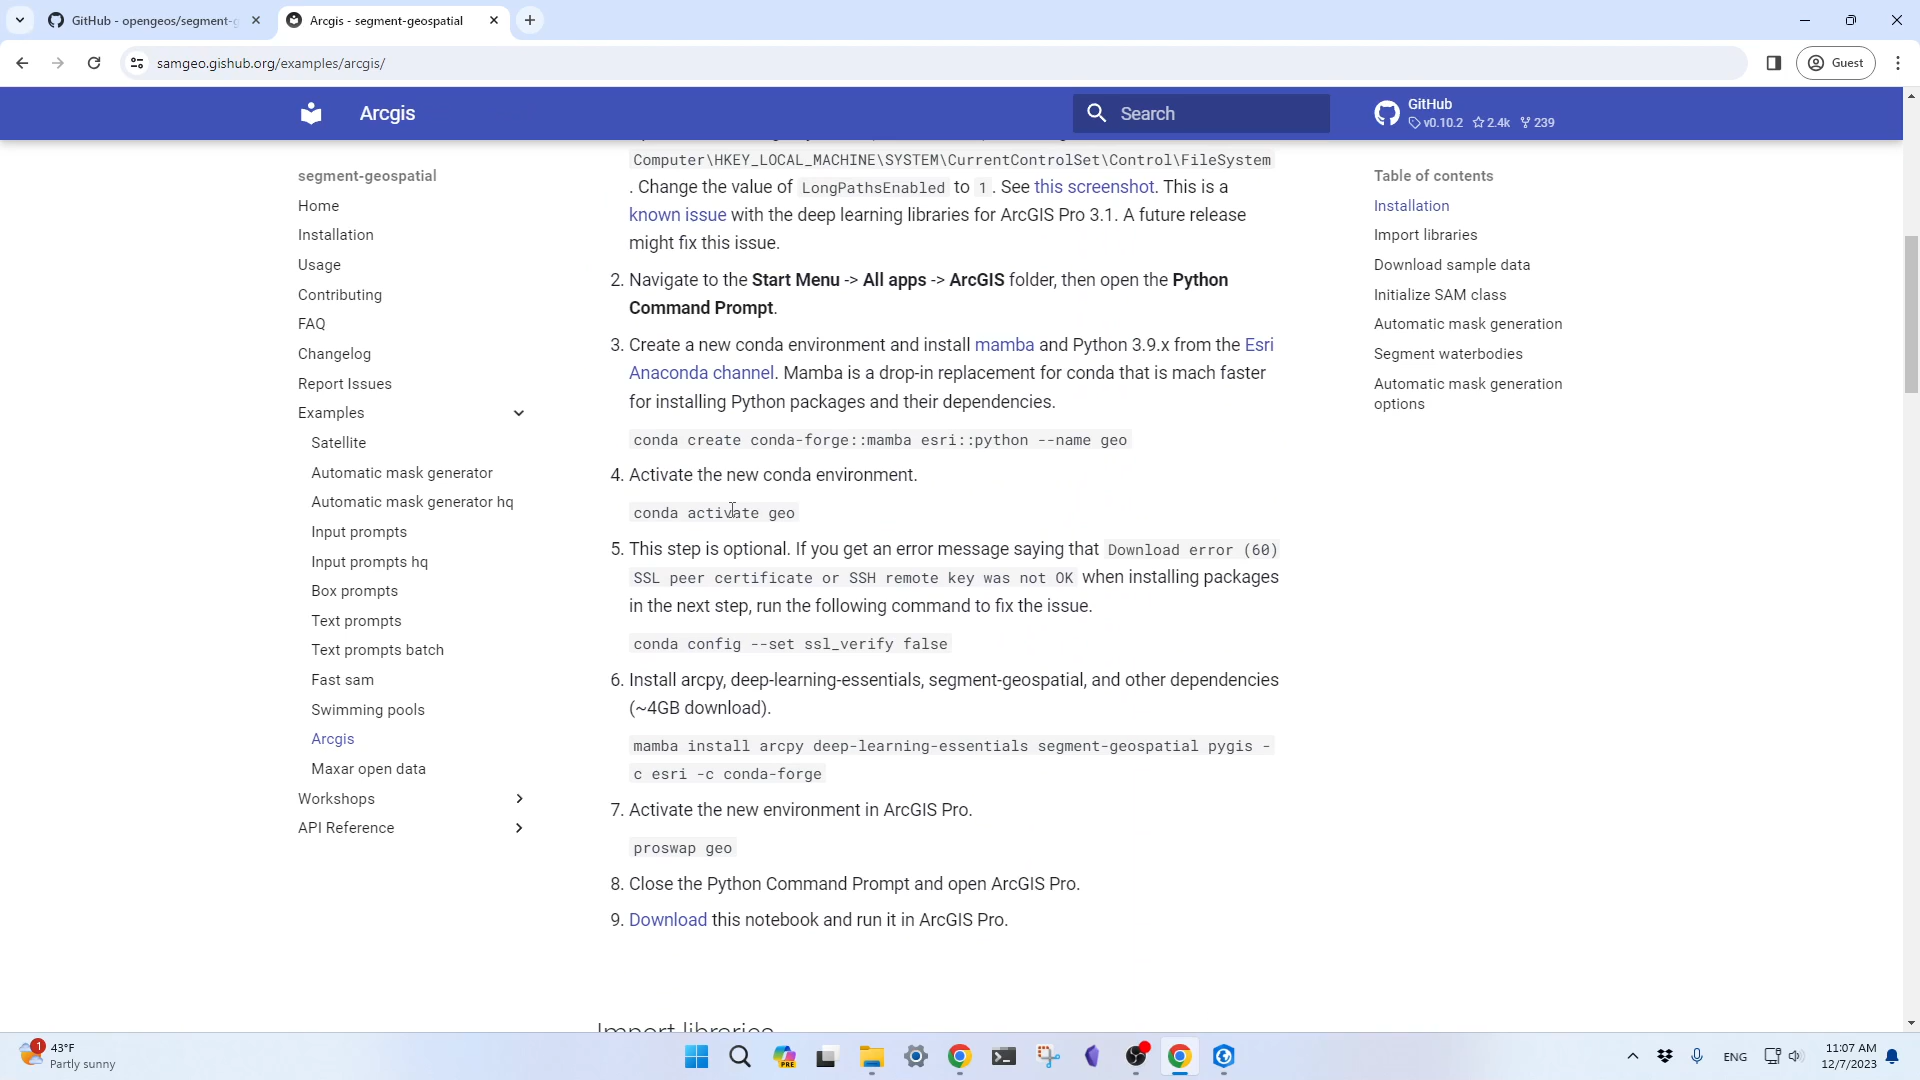 GitHub - opengeos/segment-g
Arcgis - segment-geospatial
samgeo.gishub.org/examples/arcgis/
Guest
Arcgis
Search
GitHub
v0.10.2 2.4k 239
segment-geospatial
Home
Installation
Usage
Contributing
FAQ
Changelog
Report Issues
Examples
Satellite
Automatic mask generator
Automatic mask generator hq
Input prompts
Input prompts hq
Box prompts
Text prompts
Text prompts batch
Fast sam
Swimming pools
Arcgis
Maxar open data
Workshops
API Reference
Computer\HKEY_LOCAL_MACHINE\SYSTEM\CurrentControlSet\Control\FileSystem
. Change the value of LongPathsEnabled to 1 . See this screenshot. This is a
known issue with the deep learning libraries for ArcGIS Pro 3.1. A future release
might fix this issue.
2. Navigate to the Start Menu -> All apps -> ArcGIS folder, then open the Python
Command Prompt.
3. Create a new conda environment and install mamba and Python 3.9.x from the Esri
Anaconda channel. Mamba is a drop-in replacement for conda that is mach faster
for installing Python packages and their dependencies.
conda create conda-forge::mamba esri::python --name geo
4. Activate the new conda environment.
conda activate geo
5. This step is optional. If you get an error message saying that Download error (60)
SSL peer certificate or SSH remote key was not OK when installing packages
in the next step, run the following command to fix the issue.
conda config --set ssl_verify false
6. Install arcpy, deep-learning-essentials, segment-geospatial, and other dependencies
(~4GB download).
mamba install arcpy deep-learning-essentials segment-geospatial pygis -
c esri -c conda-forge
7. Activate the new environment in ArcGIS Pro.
proswap geo
8. Close the Python Command Prompt and open ArcGIS Pro.
9. Download this notebook and run it in ArcGIS Pro.
Import libraries
Table of contents
Installation
Import libraries
Download sample data
Initialize SAM class
Automatic mask generation
Segment waterbodies
Automatic mask generation
options
1
43°F
Partly sunny
PRE
ENG
11:07 AM
12/7/2023